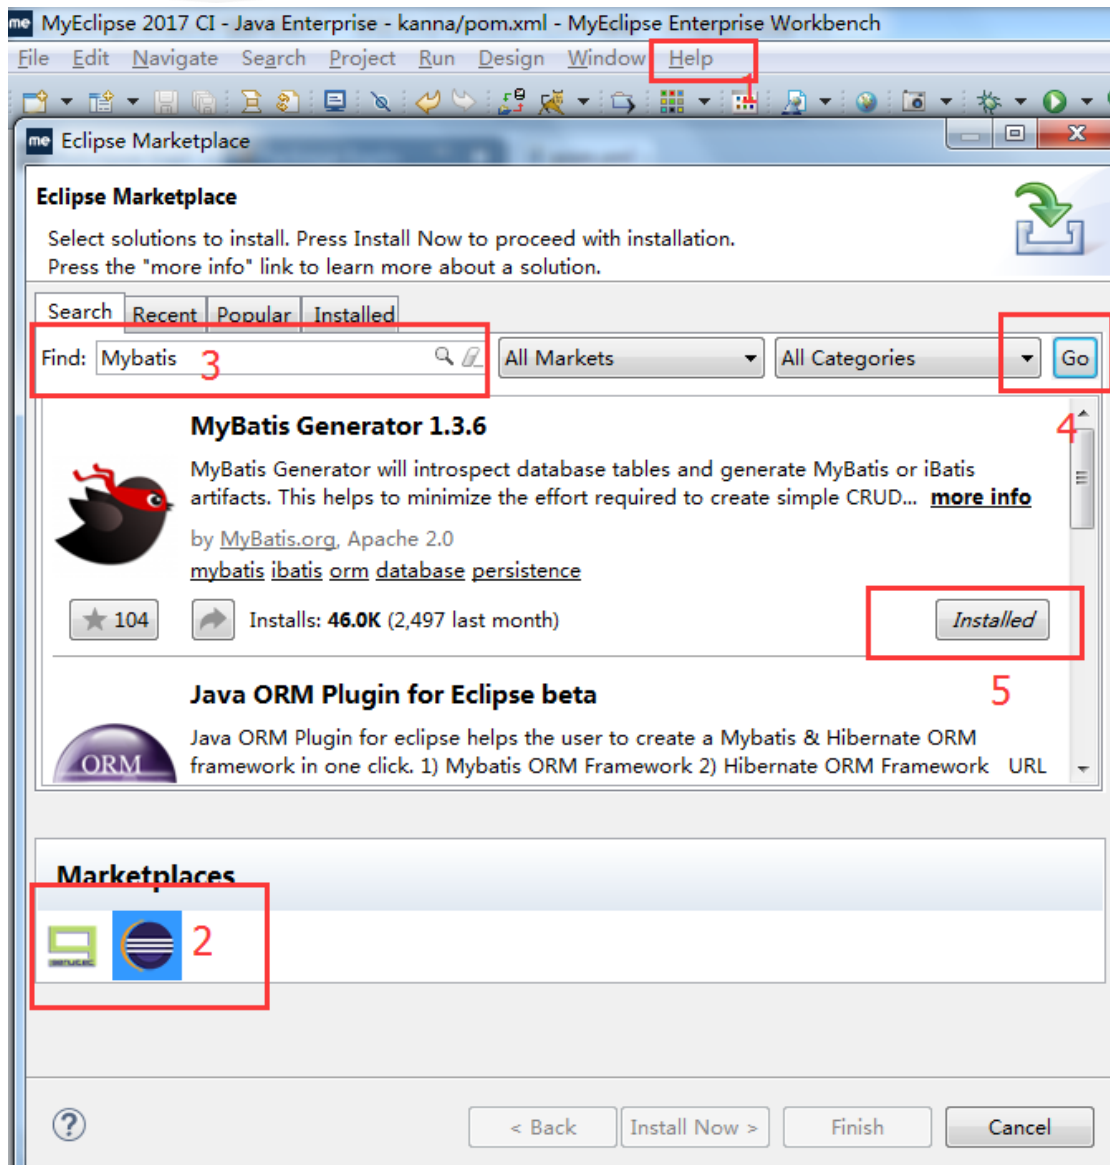 me MyEclipse 2017 CI - Java Enterprise - kanna/pom.xml - MyEclipse Enterprise Workbench
File Edit Navigate Search Project Run Design Window Help
1
me Eclipse Marketplace
Eclipse Marketplace
Select solutions to install. Press Install Now to proceed with installation.
Press the "more info" link to learn more about a solution.
Search Recent Popular Installed
Find: Mybatis 3 All Markets All Categories Go
4
MyBatis Generator 1.3.6
MyBatis Generator will introspect database tables and generate MyBatis or iBatis
artifacts. This helps to minimize the effort required to create simple CRUD... more info
by MyBatis.org, Apache 2.0
mybatis ibatis orm database persistence
104 Installs: 46.0K (2,497 last month) Installed
5
Java ORM Plugin for Eclipse beta
Java ORM Plugin for eclipse helps the user to create a Mybatis & Hibernate ORM
ORM framework in one click. 1) Mybatis ORM Framework 2) Hibernate ORM Framework URL
Marketplaces
2
? < Back Install Now > Finish Cancel